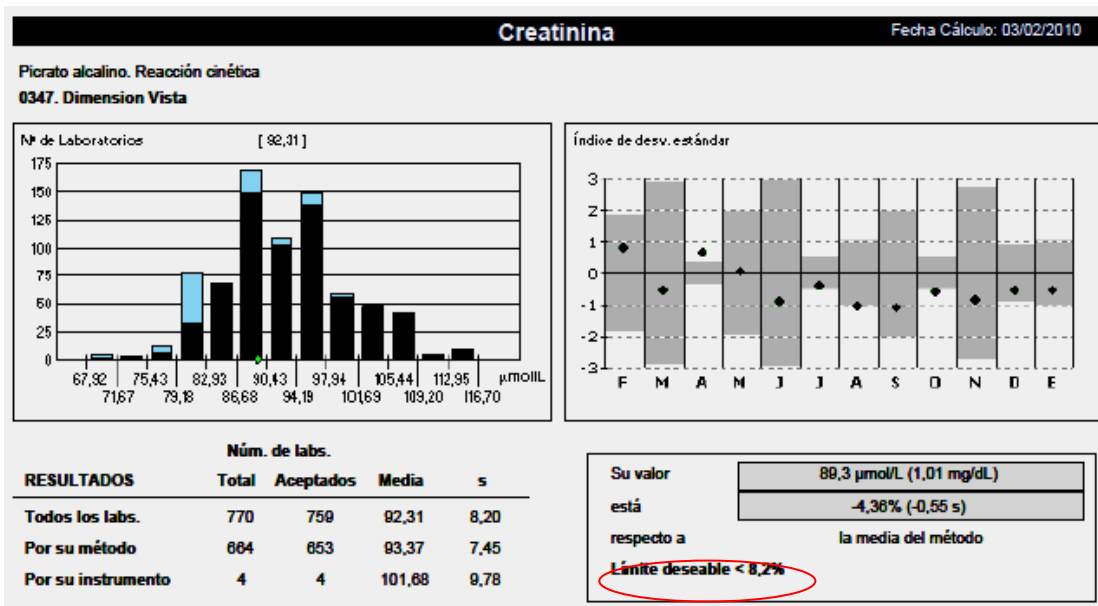 Creatinina
Fecha Cálculo: 03/02/2010
Picrato alcalino. Reacción cinética
0347. Dimension Vista
Nº de Laboratorios [ 92,31 ]
175
150
125
100
75
50
25
0
67,92 75,43 82,93 90,43 97,94 105,44 112,95 µmol/L
71,67 79,18 86,68 94,19 101,69 109,20 116,70
Índice de desv. estándar
3
2
1
0
-1
-2
-3
F M A M J J A S O N D E
Núm. de labs.
RESULTADOS Total Aceptados Media s
Todos los labs. 770 759 92,31 8,20
Por su método 664 653 93,37 7,45
Por su instrumento 4 4 101,68 9,78
Su valor 89,3 µmol/L (1,01 mg/dL)
está -4,36% (-0,55 s)
respecto a la media del método
Límite deseable < 8,2%